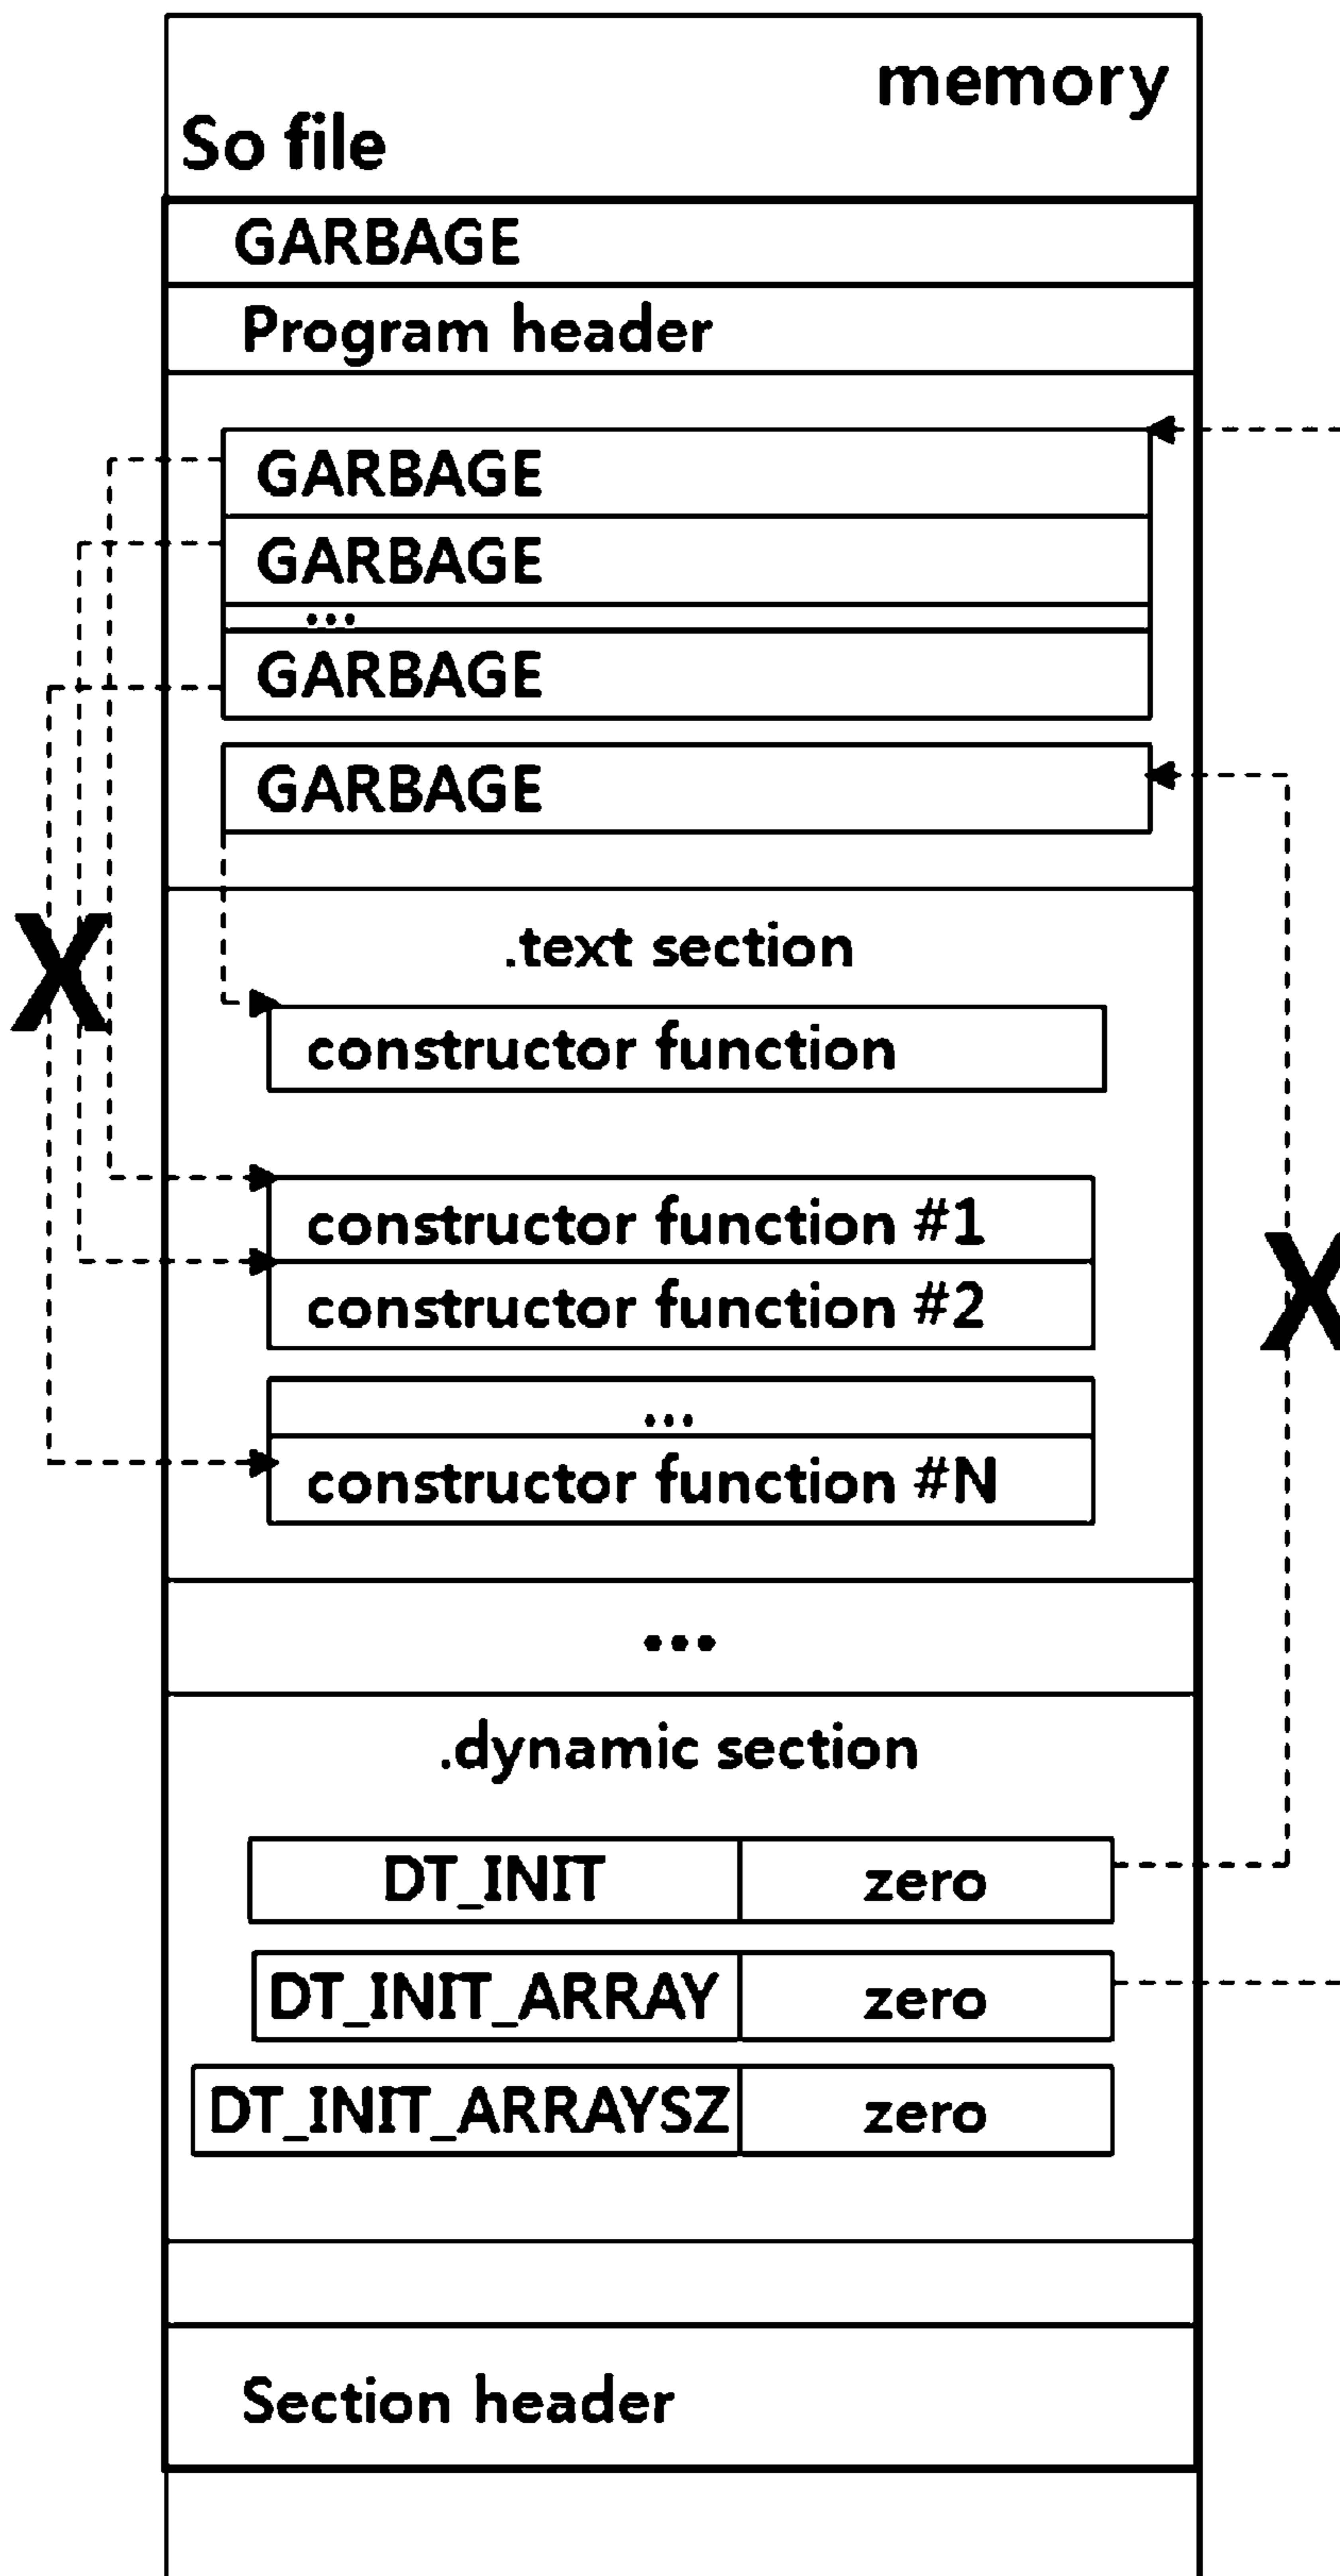 memory
So file
GARBAGE
Program header
GARBAGE
GARBAGE
...
GARBAGE
GARBAGE
X
.text section
constructor function
constructor function #1
X
constructor function #2
...
constructor function #N
...
.dynamic section
DT_INIT zero
DT_INIT_ARRAY zero
DT_INIT_ARRAYSZ zero
Section header